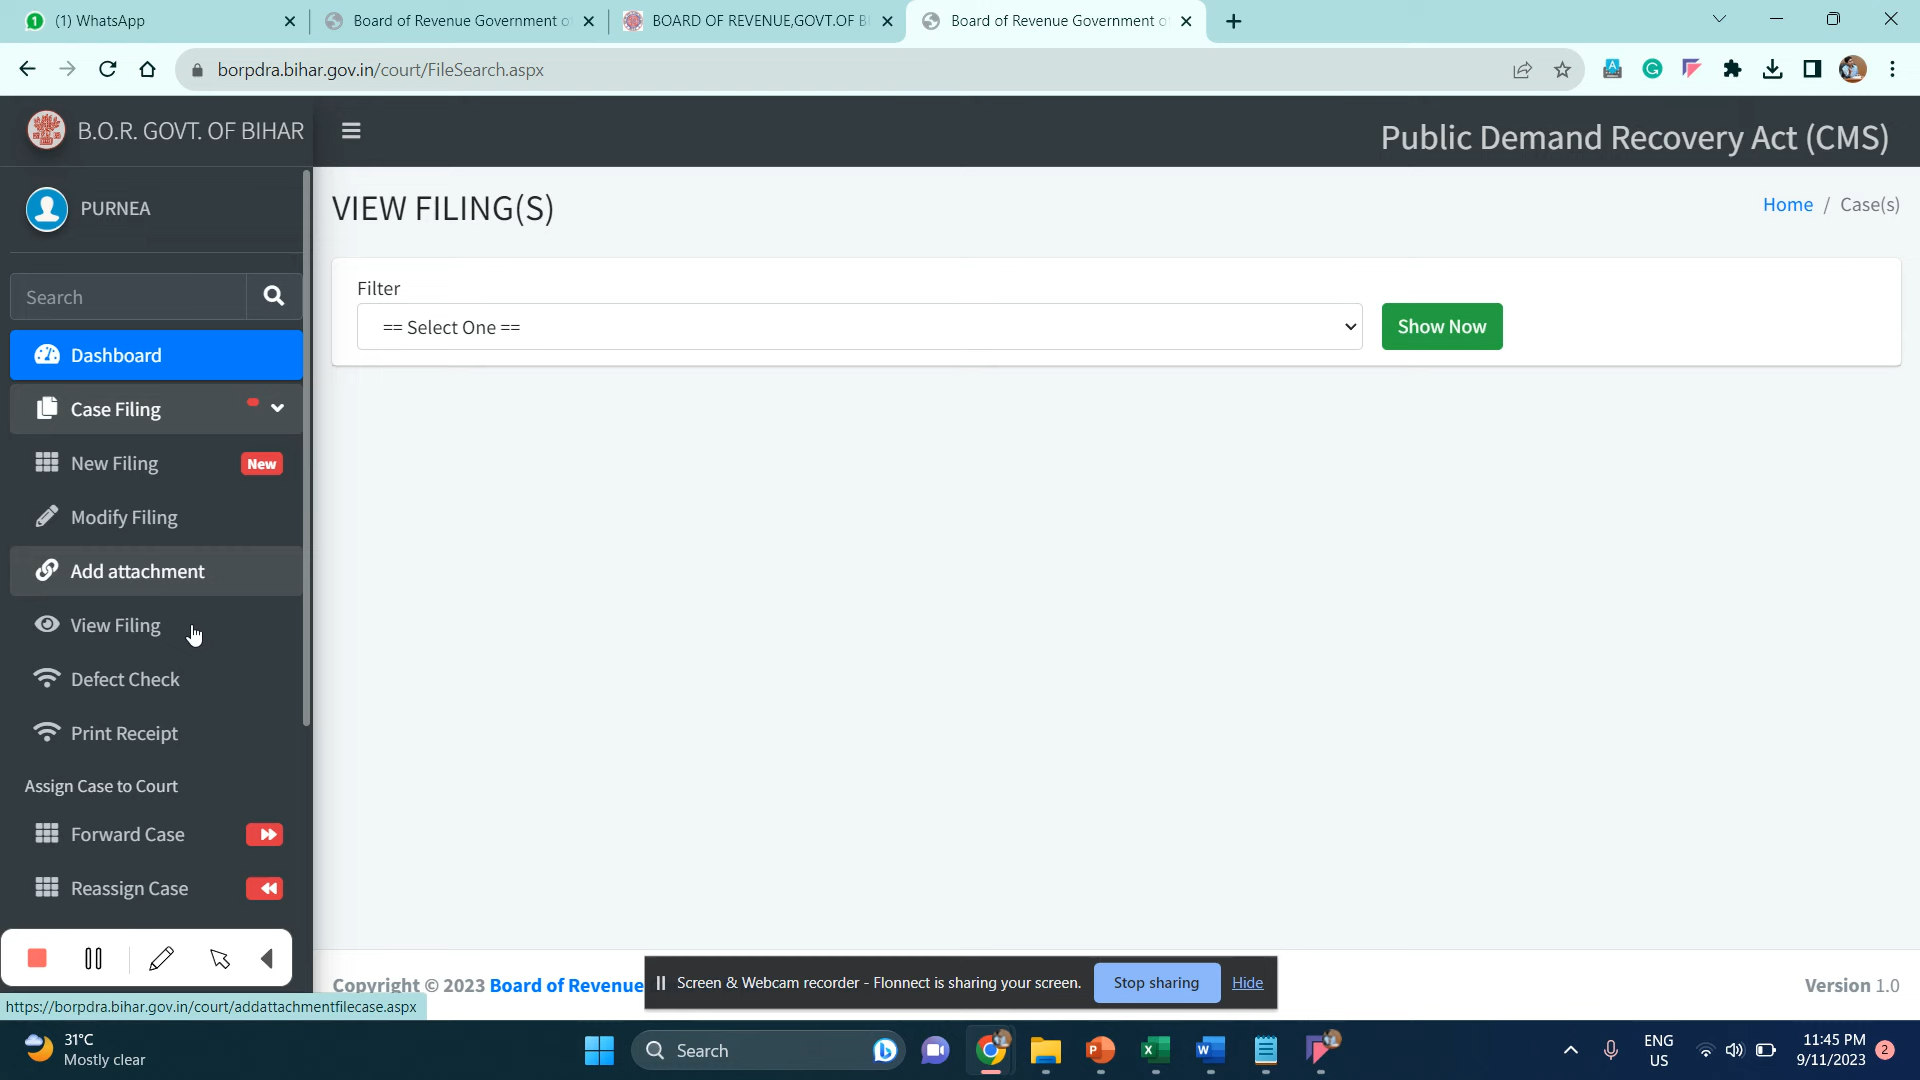 (1) WhatsApp
Board of Revenue Government o
BOARD OF REVENUE,GOVT.OF B
Board of Revenue Government o
borpdra.bihar.gov.in/court/FileSearch.aspx
B.O.R. GOVT. OF BIHAR
Public Demand Recovery Act (CMS)
PURNEA
VIEW FILING(S)
Home / Case(s)
Search
Filter
== Select One ==
Show Now
Dashboard
Case Filing
New Filing
New
Modify Filing
Add attachment
View Filing
Defect Check
Print Receipt
Assign Case to Court
Forward Case
Reassign Case
Copyright © 2023 Board of Revenue
Screen & Webcam recorder - Flonnect is sharing your screen.
Stop sharing
Hide
Version 1.0
https://borpdra.bihar.gov.in/court/addattachmentfilecase.aspx
31°C
Mostly clear
Search
ENG
US
11:45 PM
9/11/2023
2